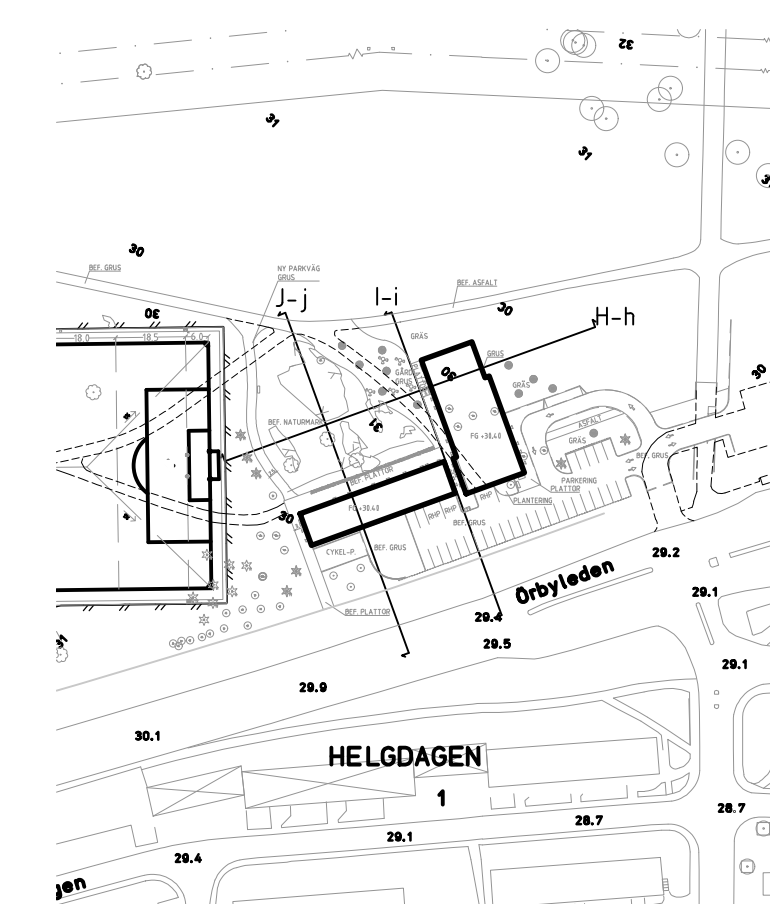 32
31
31
30
BEF. GRUS
NY PARKVÄG
GRUS
BEF. ASFALT
J-j
I-i
H-h
30
30
GRÄS
18.0
18.5
6.0
GRUS
30
GRÄS
30
BEF. NATURMARK
31
ASFALT
FG +30.40
GRÄS
BEF. GRUS
BEF. PLATTOR
PARKERING
PLATTOR
RHP
PLANTERING
FG +30.40
30
RHP
RHP
BEF. GRUS
CYKEL-P.
BEF. GRUS
29.2
Örbyleden
29.1
BEF. PLATTOR
29.4
31
29.5
29.1
29.9
30.1
HELGDAGEN
1
28.7
28.7
29.1
29.4
gen